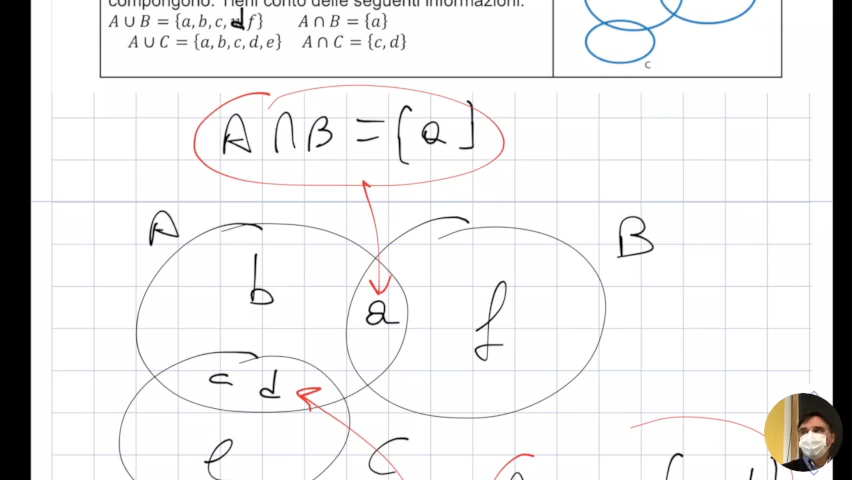 compongono. Tieni conto delle seguenti informazioni.
A ∪ B = {a, b, c, d f} A ∩ B = {a}
A ∪ C = {a, b, c, d, e} A ∩ C = {c, d}
C
A ∩ B = {a}
A
B
b
a
f
c d
e
C